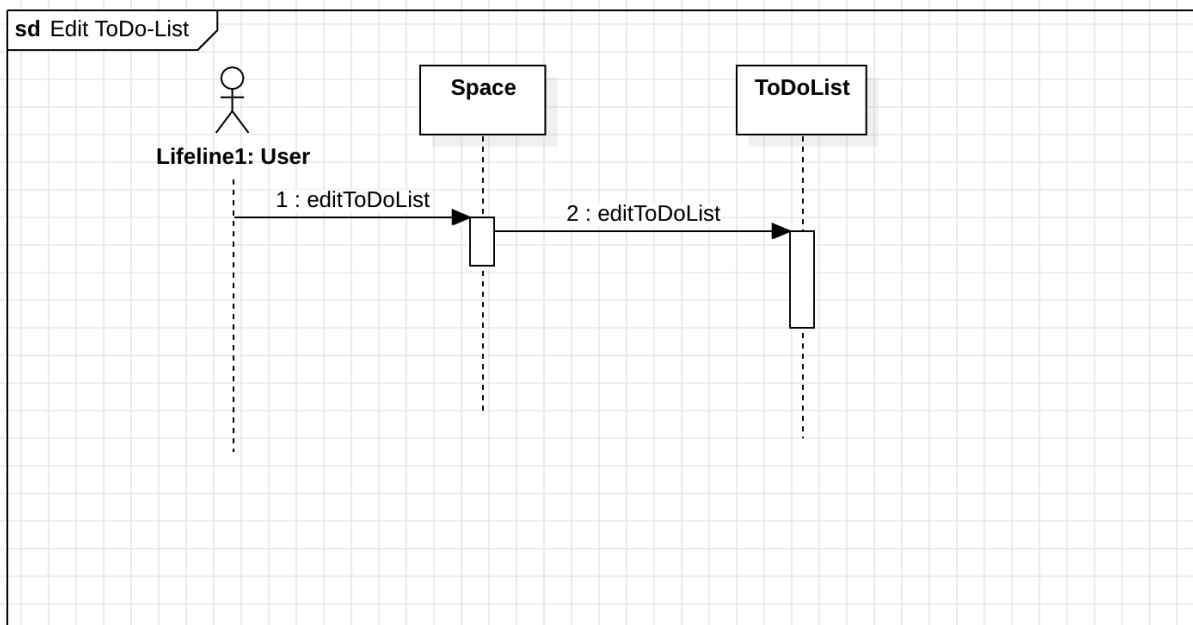 sd Edit ToDo-List
Space
ToDoList
Lifeline1: User
1 : editToDoList
2 : editToDoList